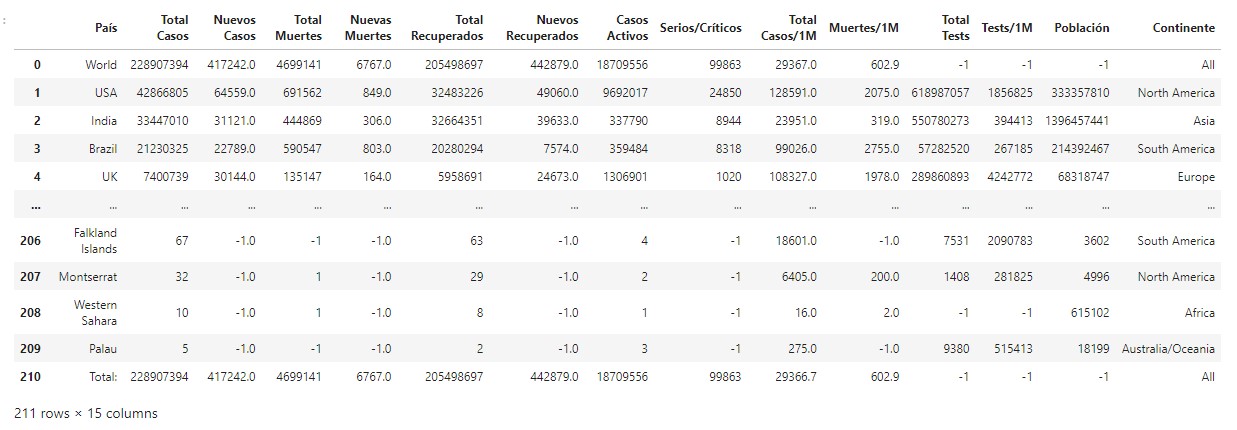 :
País Total Casos Nuevos Casos Total Muertes Nuevas Muertes Total Recuperados Nuevos Recuperados Casos Activos Serios/Críticos Total Casos/1M Muertes/1M Total Tests Tests/1M Población Continente
0 World 228907394 417242.0 4699141 6767.0 205498697 442879.0 18709556 99863 29367.0 602.9 -1 -1 -1 All
1 USA 42866805 64559.0 691562 849.0 32483226 49060.0 9692017 24850 128591.0 2075.0 618987057 1856825 333357810 North America
2 India 33447010 31121.0 444869 306.0 32664351 39633.0 337790 8944 23951.0 319.0 550780273 394413 1396457441 Asia
3 Brazil 21230325 22789.0 590547 803.0 20280294 7574.0 359484 8318 99026.0 2755.0 57282520 267185 214392467 South America
4 UK 7400739 30144.0 135147 164.0 5958691 24673.0 1306901 1020 108327.0 1978.0 289860893 4242772 68318747 Europe
... ... ... ... ... ... ... ... ... ... ... ... ... ... ... ...
206 Falkland Islands 67 -1.0 -1 -1.0 63 -1.0 4 -1 18601.0 -1.0 7531 2090783 3602 South America
207 Montserrat 32 -1.0 1 -1.0 29 -1.0 2 -1 6405.0 200.0 1408 281825 4996 North America
208 Western Sahara 10 -1.0 1 -1.0 8 -1.0 1 -1 16.0 2.0 -1 -1 615102 Africa
209 Palau 5 -1.0 -1 -1.0 2 -1.0 3 -1 275.0 -1.0 9380 515413 18199 Australia/Oceania
210 Total: 228907394 417242.0 4699141 6767.0 205498697 442879.0 18709556 99863 29366.7 602.9 -1 -1 -1 All
211 rows × 15 columns